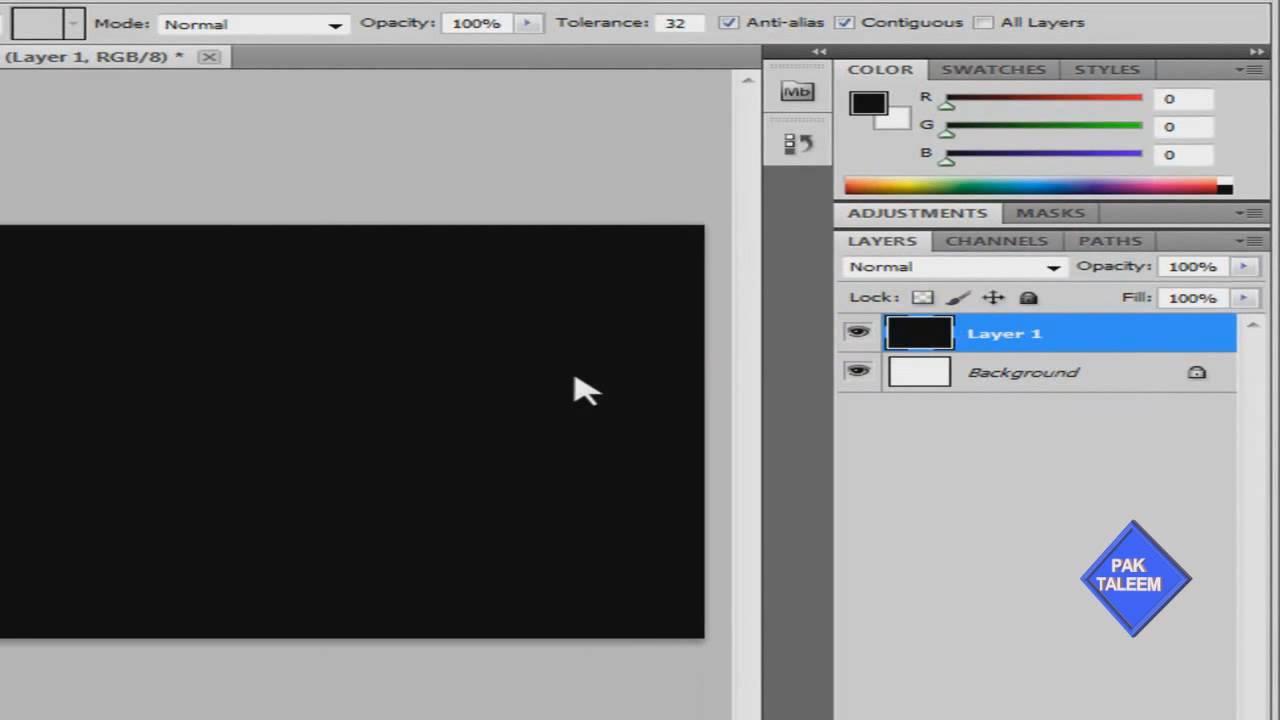 Mode: Normal Opacity: 100% Tolerance: 32 Anti-alias Contiguous All Layers
(Layer 1, RGB/8) *
Mb
COLOR SWATCHES STYLES
R 0
G 0
B 0
ADJUSTMENTS MASKS
LAYERS CHANNELS PATHS
Normal Opacity: 100%
Lock: Fill: 100%
Layer 1
Background
PAK
TALEEM